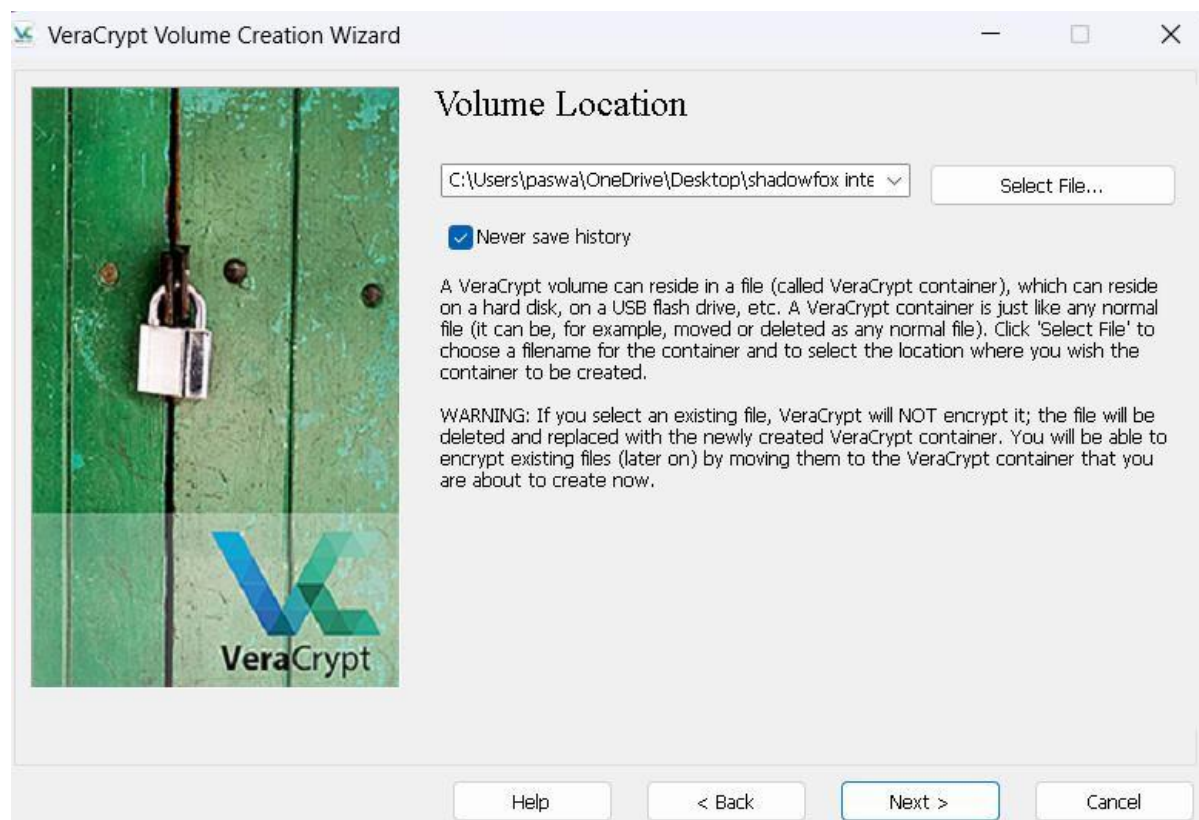 VeraCrypt Volume Creation Wizard
Volume Location
C:\Users\paswa\OneDrive\Desktop\shadowfox inte
Select File...
Never save history
A VeraCrypt volume can reside in a file (called VeraCrypt container), which can reside
on a hard disk, on a USB flash drive, etc. A VeraCrypt container is just like any normal
file (it can be, for example, moved or deleted as any normal file). Click 'Select File' to
choose a filename for the container and to select the location where you wish the
container to be created.
WARNING: If you select an existing file, VeraCrypt will NOT encrypt it; the file will be
deleted and replaced with the newly created VeraCrypt container. You will be able to
encrypt existing files (later on) by moving them to the VeraCrypt container that you
are about to create now.
VeraCrypt
Help
< Back
Next >
Cancel